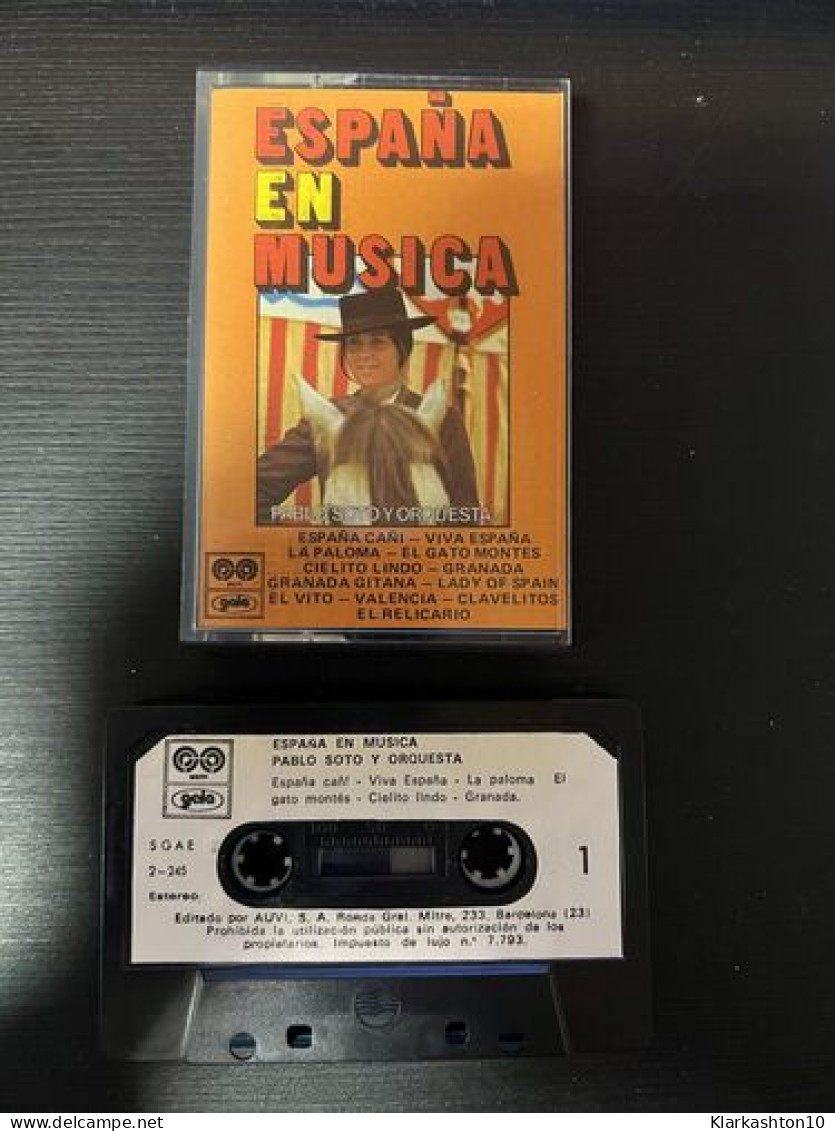 ESPAÑA
EN
MUSICA
PABLO SOTO Y ORQUESTA
ESPAÑA CAÑI – VIVA ESPAÑA
LA PALOMA – EL GATO MONTES
CIELITO LINDO – GRANADA
GRANADA GITANA – LADY OF SPAIN
EL VITO – VALENCIA – CLAVELITOS
EL RELICARIO
gala
ESPAÑA EN MUSICA
PABLO SOTO Y ORQUESTA
España cañí - Viva España - La paloma El
gato montés - Cielito lindo - Granada.
gala
SGAE
2-245
Estereo
100 50 0
1
Editado por AUVI, S. A. Ronda Gral. Mitre, 233, Barcelona (23)
Prohibida la utilización pública sin autorización de los
propietarios. Impuesto de lujo n.° 7.793.
Klarkashton10